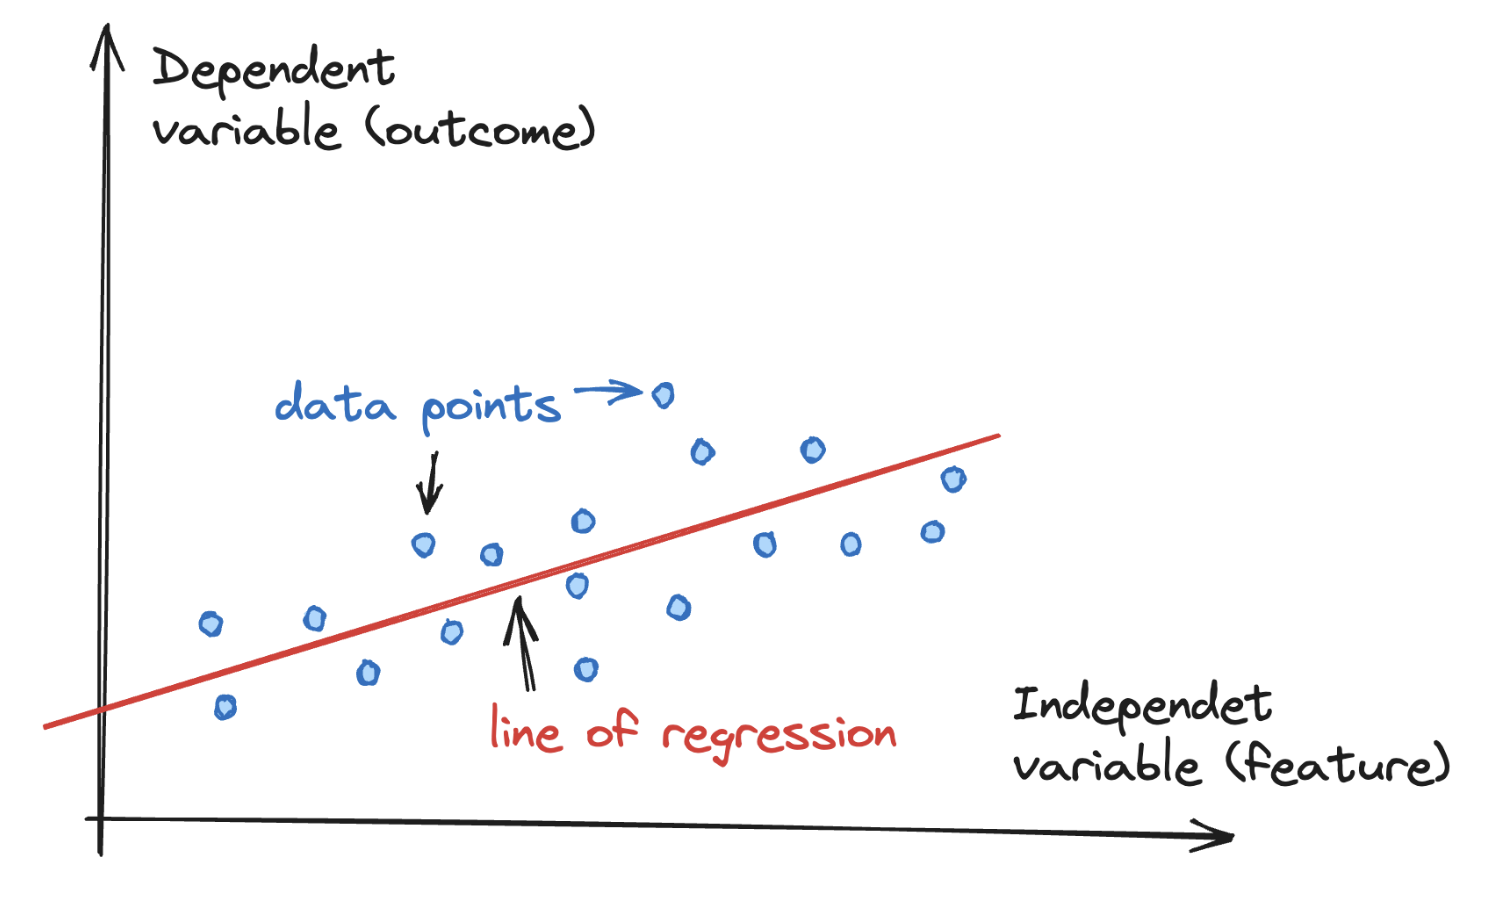 Dependent
variable (outcome)
data points
line of regression
Independet
variable (feature)